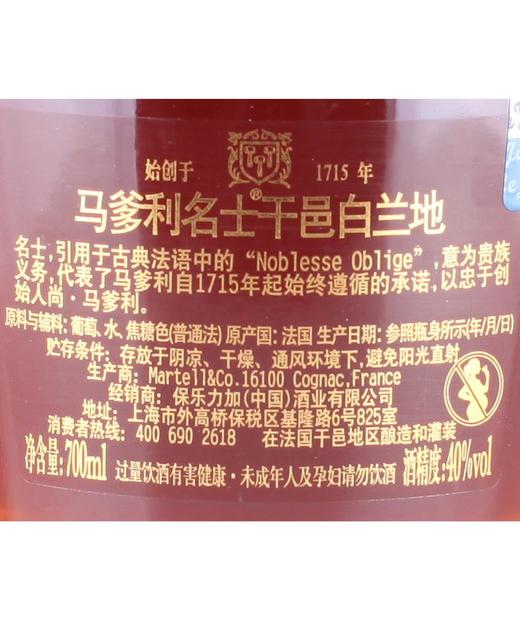 始创于 1715 年
®
马爹利名士干邑白兰地
名士，引用于古典法语中的“Noblesse Oblige”，意为贵族
义务，代表了马爹利自1715年起始终遵循的承诺，以忠于创
始人尚·马爹利。
原料与辅料：葡萄、水、焦糖色(普通法) 原产国：法国 生产日期：参照瓶身所示(年/月/日)
贮存条件：存放于阴凉、干燥、通风环境下，避免阳光直射
生产商：Martell&Co.16100 Cognac,France
经销商：保乐力加(中国)酒业有限公司
地址：上海市外高桥保税区基隆路6号825室
消费者热线：400 690 2618 在法国干邑地区酿造和灌装
净含量：700ml 过量饮酒有害健康·未成年人及孕妇请勿饮酒 酒精度：40%vol